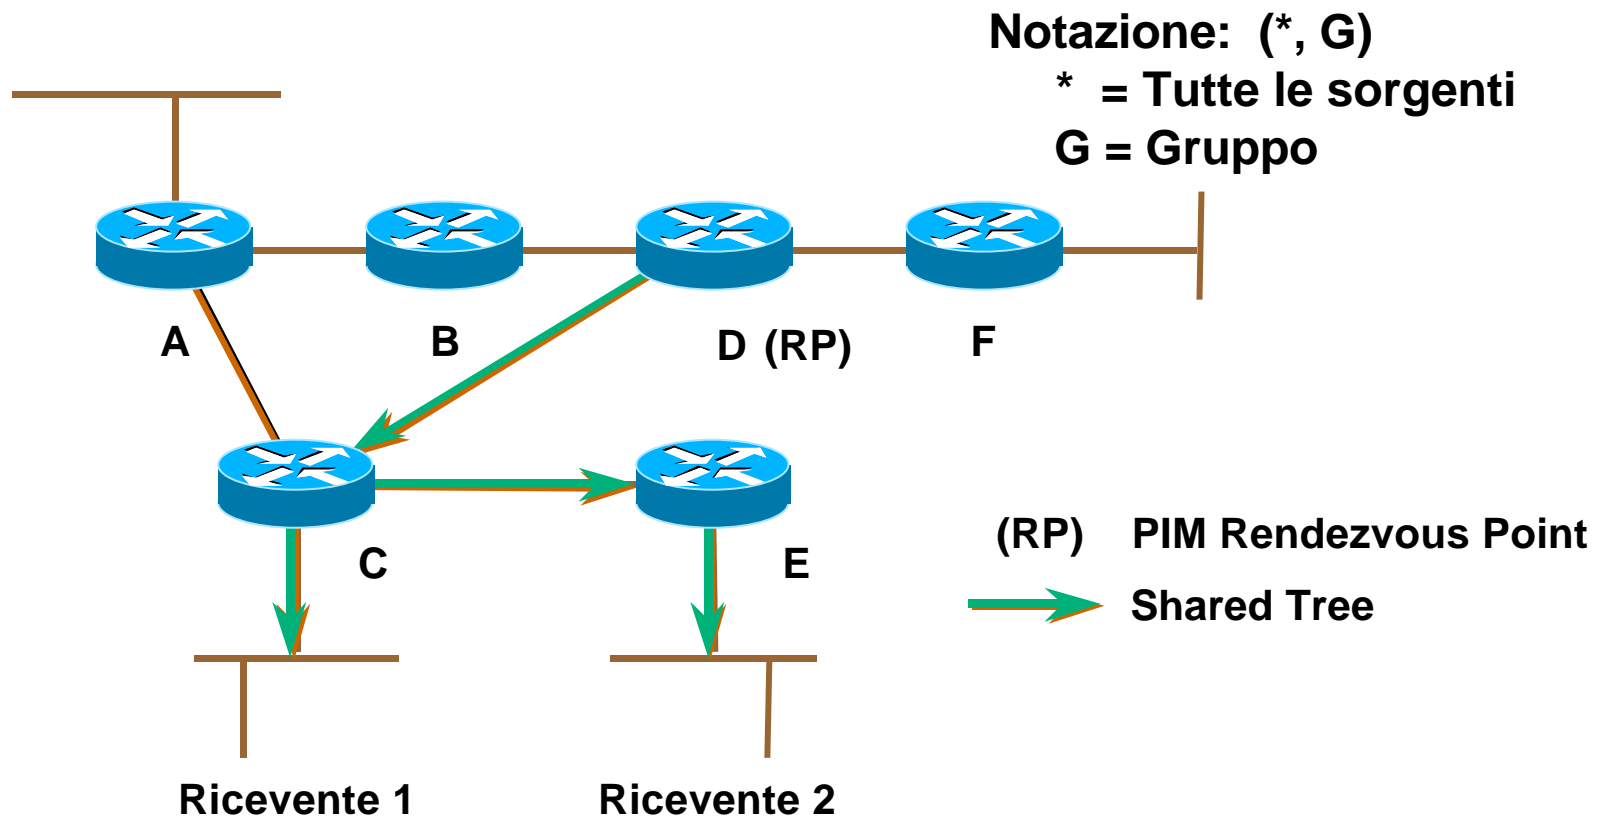 Notazione: (*, G)
* = Tutte le sorgenti
G = Gruppo
A
B
D (RP)
F
C
E
(RP) PIM Rendezvous Point
Shared Tree
Ricevente 1
Ricevente 2